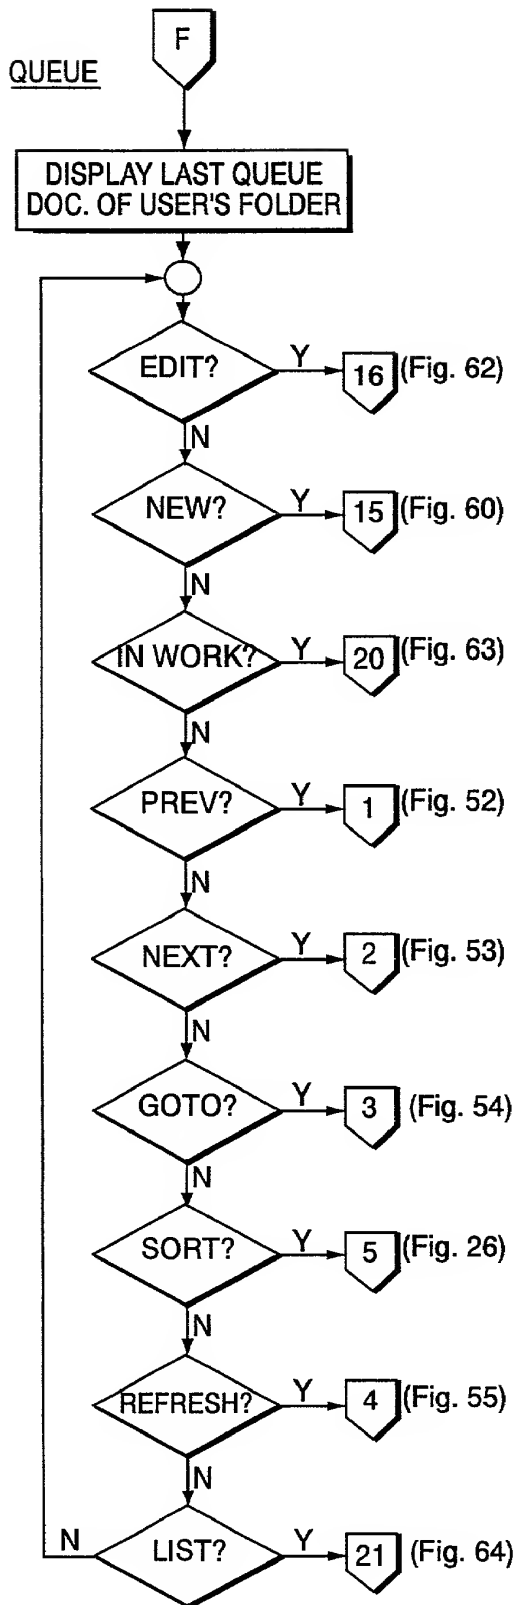 F
QUEUE
DISPLAY LAST QUEUE
DOC. OF USER'S FOLDER
EDIT? Y 16 (Fig. 62)
N
NEW? Y 15 (Fig. 60)
N
IN WORK? Y 20 (Fig. 63)
N
PREV? Y 1 (Fig. 52)
N
NEXT? Y 2 (Fig. 53)
N
GOTO? Y 3 (Fig. 54)
N
SORT? Y 5 (Fig. 26)
N
REFRESH? Y 4 (Fig. 55)
N
N LIST? Y 21 (Fig. 64)